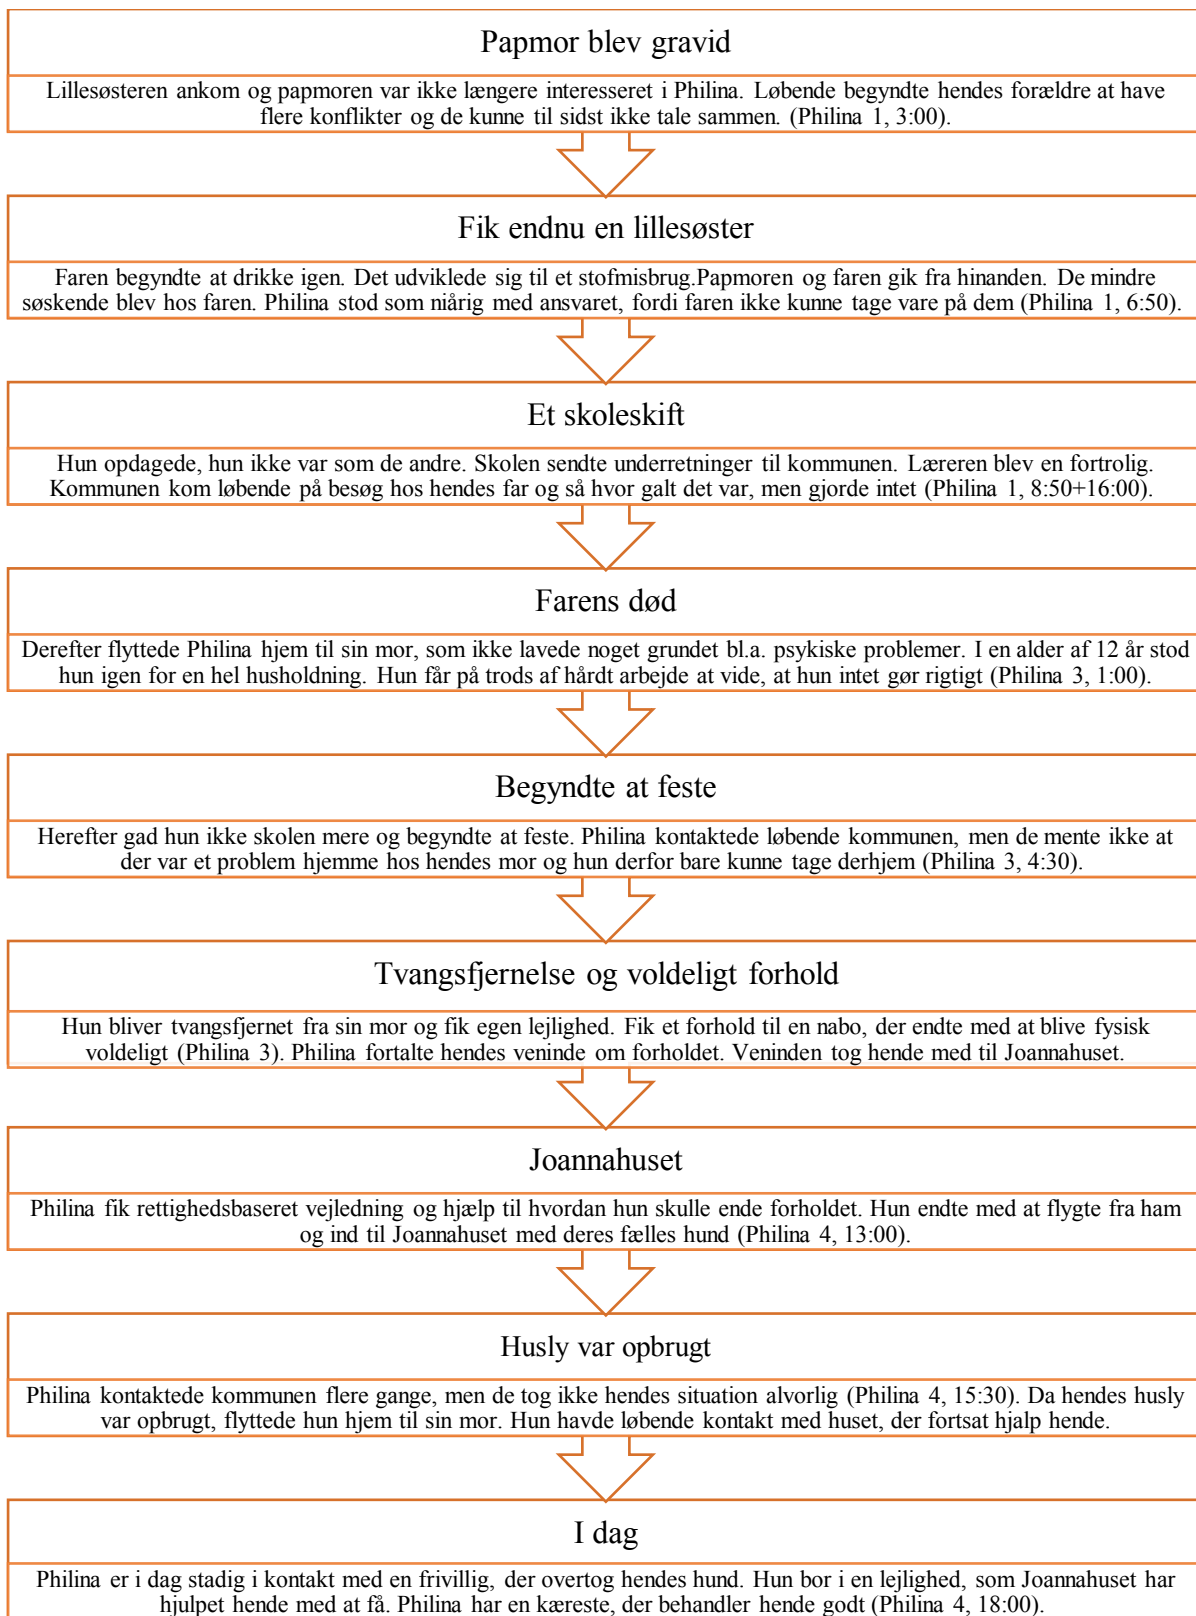 Papmor blev gravid
Lillesøsteren ankom og papmoren var ikke længere interesseret i Philina. Løbende begyndte hendes forældre at have
flere konflikter og de kunne til sidst ikke tale sammen. (Philina 1, 3:00).
Fik endnu en lillesøster
Faren begyndte at drikke igen. Det udviklede sig til et stofmisbrug.Papmoren og faren gik fra hinanden. De mindre
søskende blev hos faren. Philina stod som niårig med ansvaret, fordi faren ikke kunne tage vare på dem (Philina 1, 6:50).
Et skoleskift
Hun opdagede, hun ikke var som de andre. Skolen sendte underretninger til kommunen. Læreren blev en fortrolig.
Kommunen kom løbende på besøg hos hendes far og så hvor galt det var, men gjorde intet (Philina 1, 8:50+16:00).
Farens død
Derefter flyttede Philina hjem til sin mor, som ikke lavede noget grundet bl.a. psykiske problemer. I en alder af 12 år stod
hun igen for en hel husholdning. Hun får på trods af hårdt arbejde at vide, at hun intet gør rigtigt (Philina 3, 1:00).
Begyndte at feste
Herefter gad hun ikke skolen mere og begyndte at feste. Philina kontaktede løbende kommunen, men de mente ikke at
der var et problem hjemme hos hendes mor og hun derfor bare kunne tage derhjem (Philina 3, 4:30).
Tvangsfjernelse og voldeligt forhold
Hun bliver tvangsfjernet fra sin mor og fik egen lejlighed. Fik et forhold til en nabo, der endte med at blive fysisk
voldeligt (Philina 3). Philina fortalte hendes veninde om forholdet. Veninden tog hende med til Joannahuset.
Joannahuset
Philina fik rettighedsbaseret vejledning og hjælp til hvordan hun skulle ende forholdet. Hun endte med at flygte fra ham
og ind til Joannahuset med deres fælles hund (Philina 4, 13:00).
Husly var opbrugt
Philina kontaktede kommunen flere gange, men de tog ikke hendes situation alvorlig (Philina 4, 15:30). Da hendes husly
var opbrugt, flyttede hun hjem til sin mor. Hun havde løbende kontakt med huset, der fortsat hjalp hende.
I dag
Philina er i dag stadig i kontakt med en frivillig, der overtog hendes hund. Hun bor i en lejlighed, som Joannahuset har
hjulpet hende med at få. Philina har en kæreste, der behandler hende godt (Philina 4, 18:00).